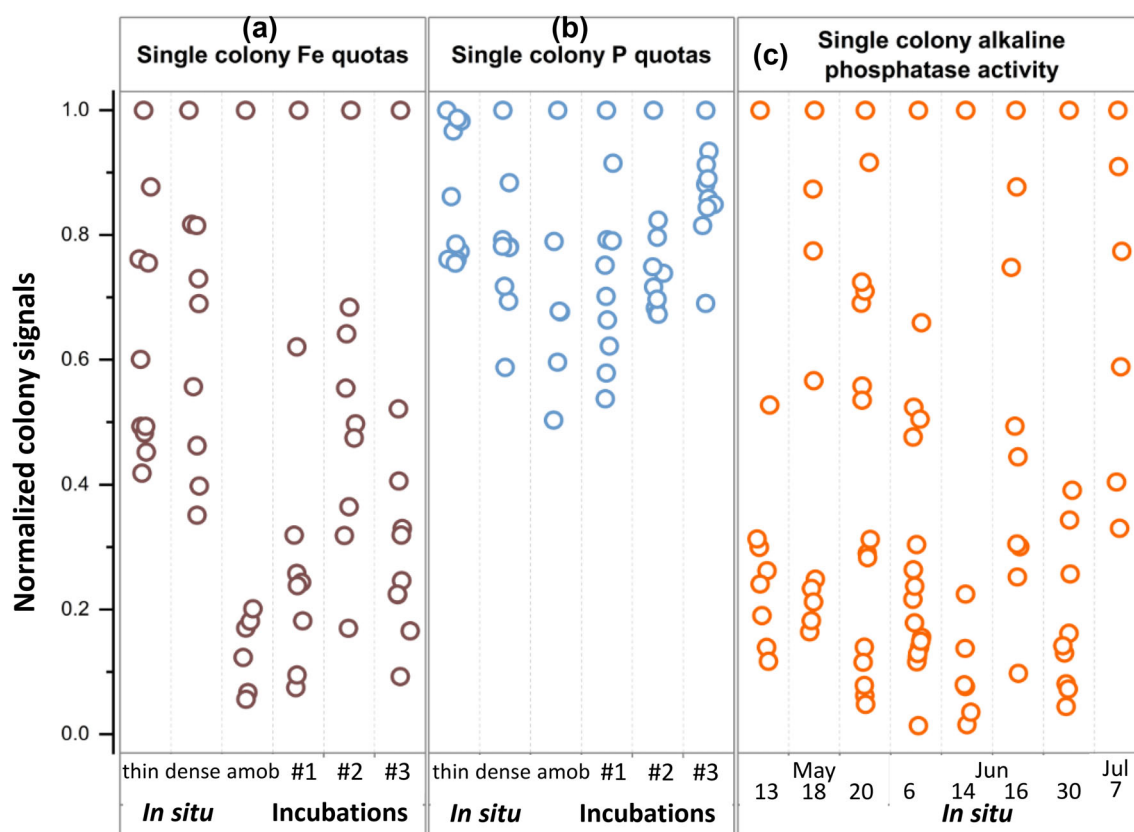 (a)
Single colony Fe quotas
(b)
Single colony P quotas
(c) Single colony alkaline
phosphatase activity
Normalized colony signals
1.0
0.8
0.6
0.4
0.2
0.0
thin dense amob #1 #2 #3
In situ Incubations
thin dense amob #1 #2 #3
In situ Incubations
May Jun Jul
13 18 20 6 14 16 30 7
In situ